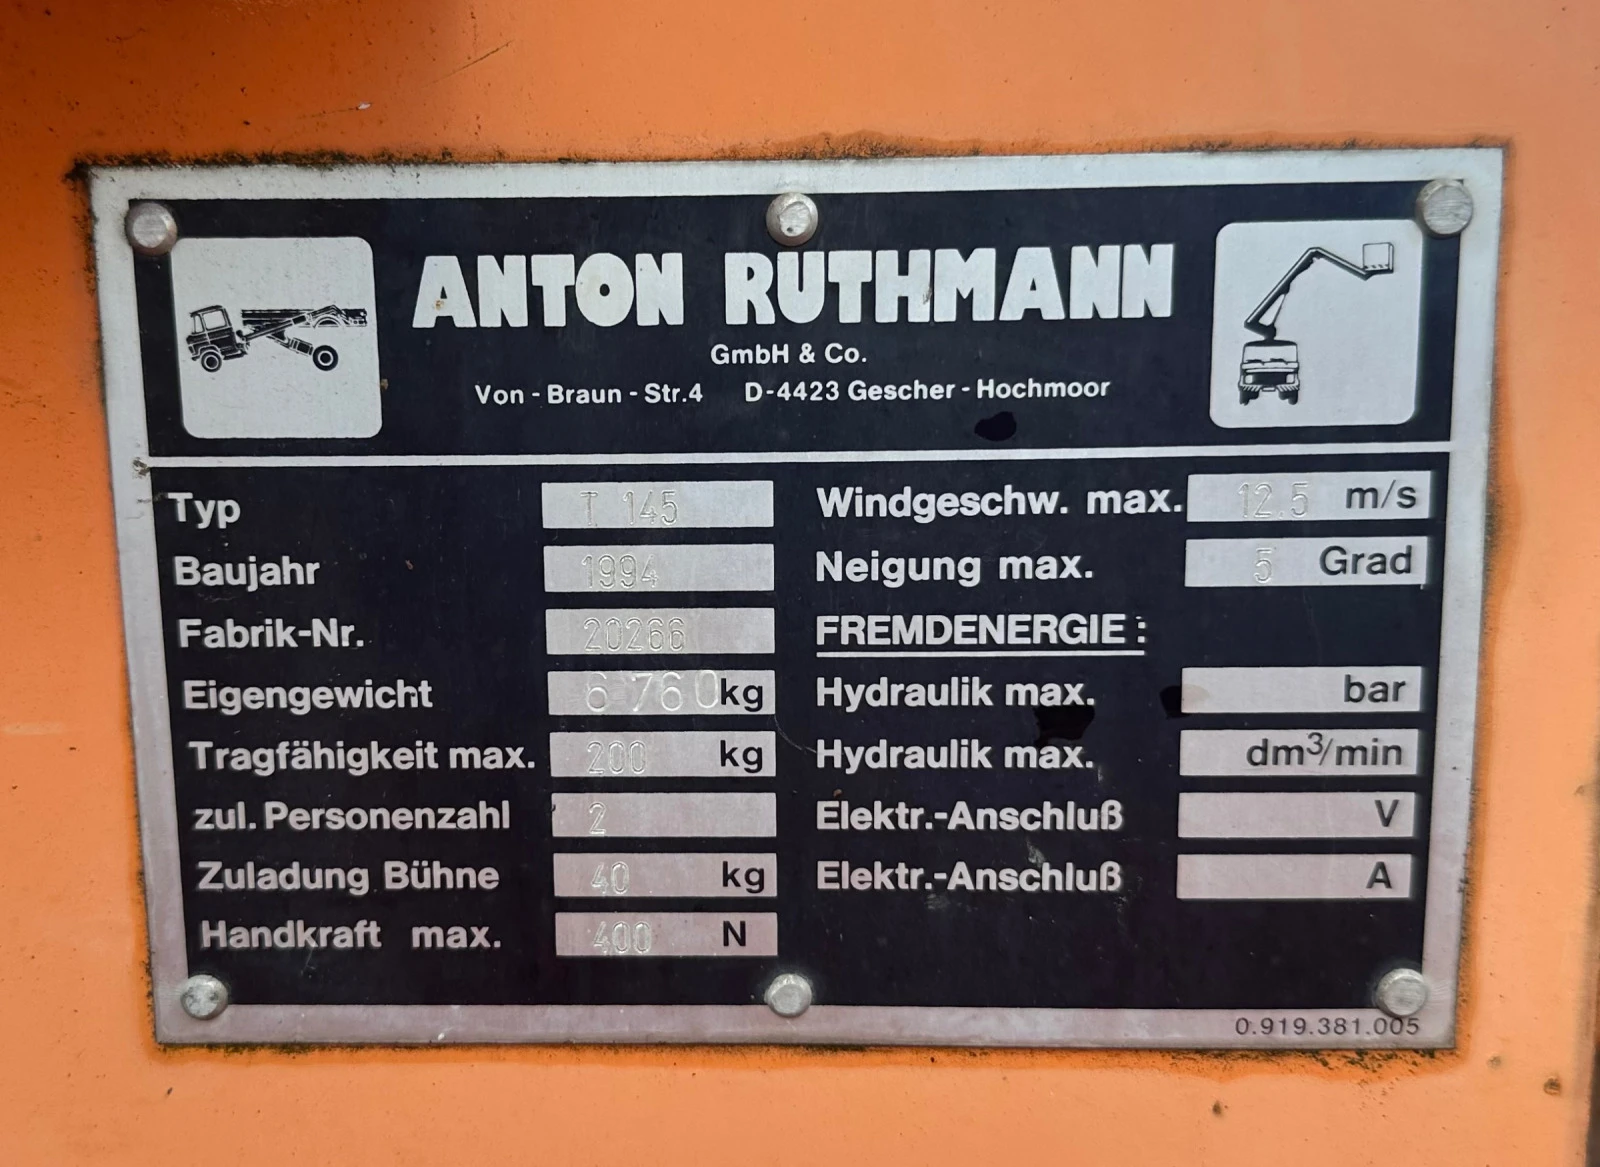 ANTON RUTHMANN
GmbH & Co.
Von - Braun - Str.4 D-4423 Gescher - Hochmoor
Typ T 145
Baujahr 1994
Fabrik-Nr. 20266
Eigengewicht 6 760 kg
Tragfähigkeit max. 200 kg
zul. Personenzahl 2
Zuladung Bühne 40 kg
Handkraft max. 400 N
Windgeschw. max. 12.5 m/s
Neigung max. 5 Grad
FREMDENERGIE:
Hydraulik max. bar
Hydraulik max. dm³/min
Elektr.-Anschluß V
Elektr.-Anschluß A
0.919.381.005